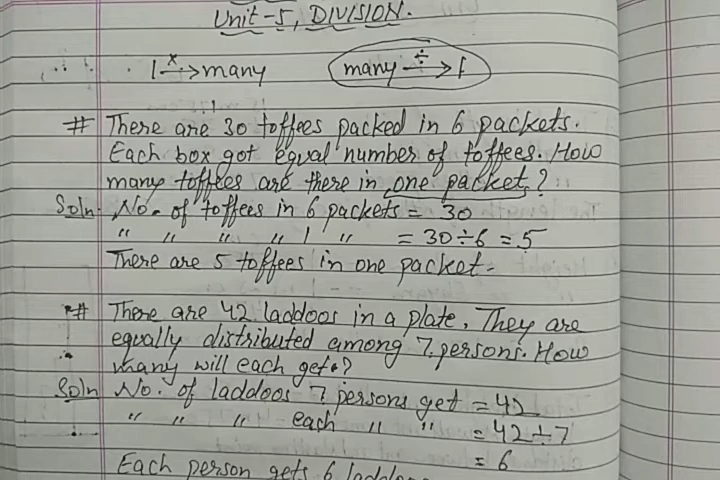 Unit-5, DIVISION.
1 x→ many many ÷→ 1
# There are 30 toffees packed in 6 packets.
Each box got equal number of toffees. How
many toffees are there in one packet?
Soln. No. of toffees in 6 packets = 30
" " " " 1 " = 30÷6 = 5
There are 5 toffees in one packet.
# There are 42 laddoos in a plate. They are
equally distributed among 7 persons. How
many will each get?
Soln No. of laddoos 7 persons get = 42
" " " each " " = 42÷7
= 6
Each person gets 6 laddoos